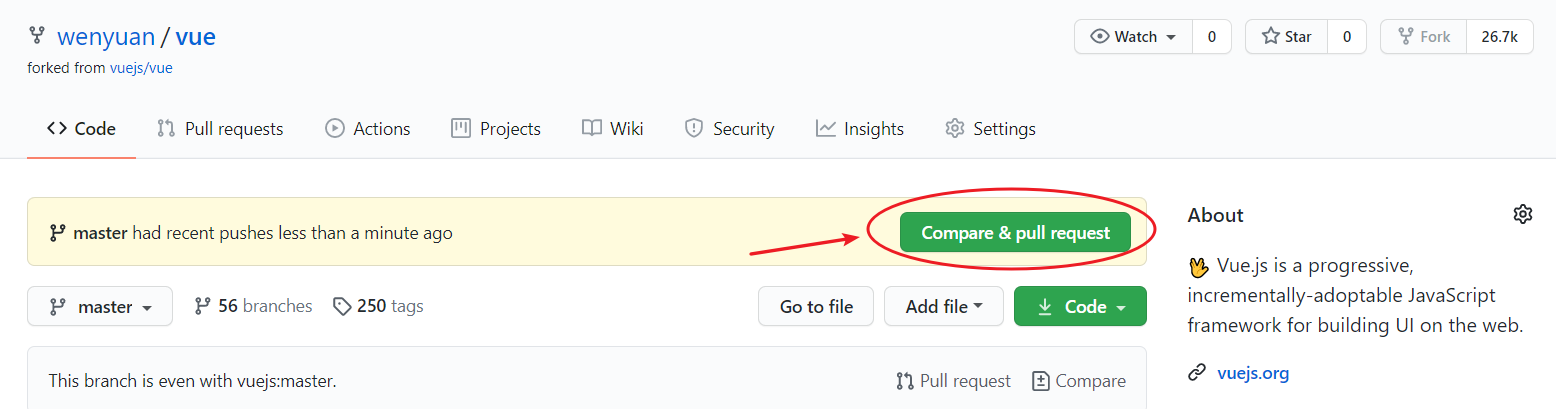 wenyuan / vue
Watch 0 Star 0 Fork 26.7k
forked from vuejs/vue
Code Pull requests Actions Projects Wiki Security Insights Settings
master had recent pushes less than a minute ago
Compare & pull request
master 56 branches 250 tags
Go to file Add file Code
This branch is even with vuejs:master.
Pull request Compare
About
Vue.js is a progressive,
incrementally-adoptable JavaScript
framework for building UI on the web.
vuejs.org